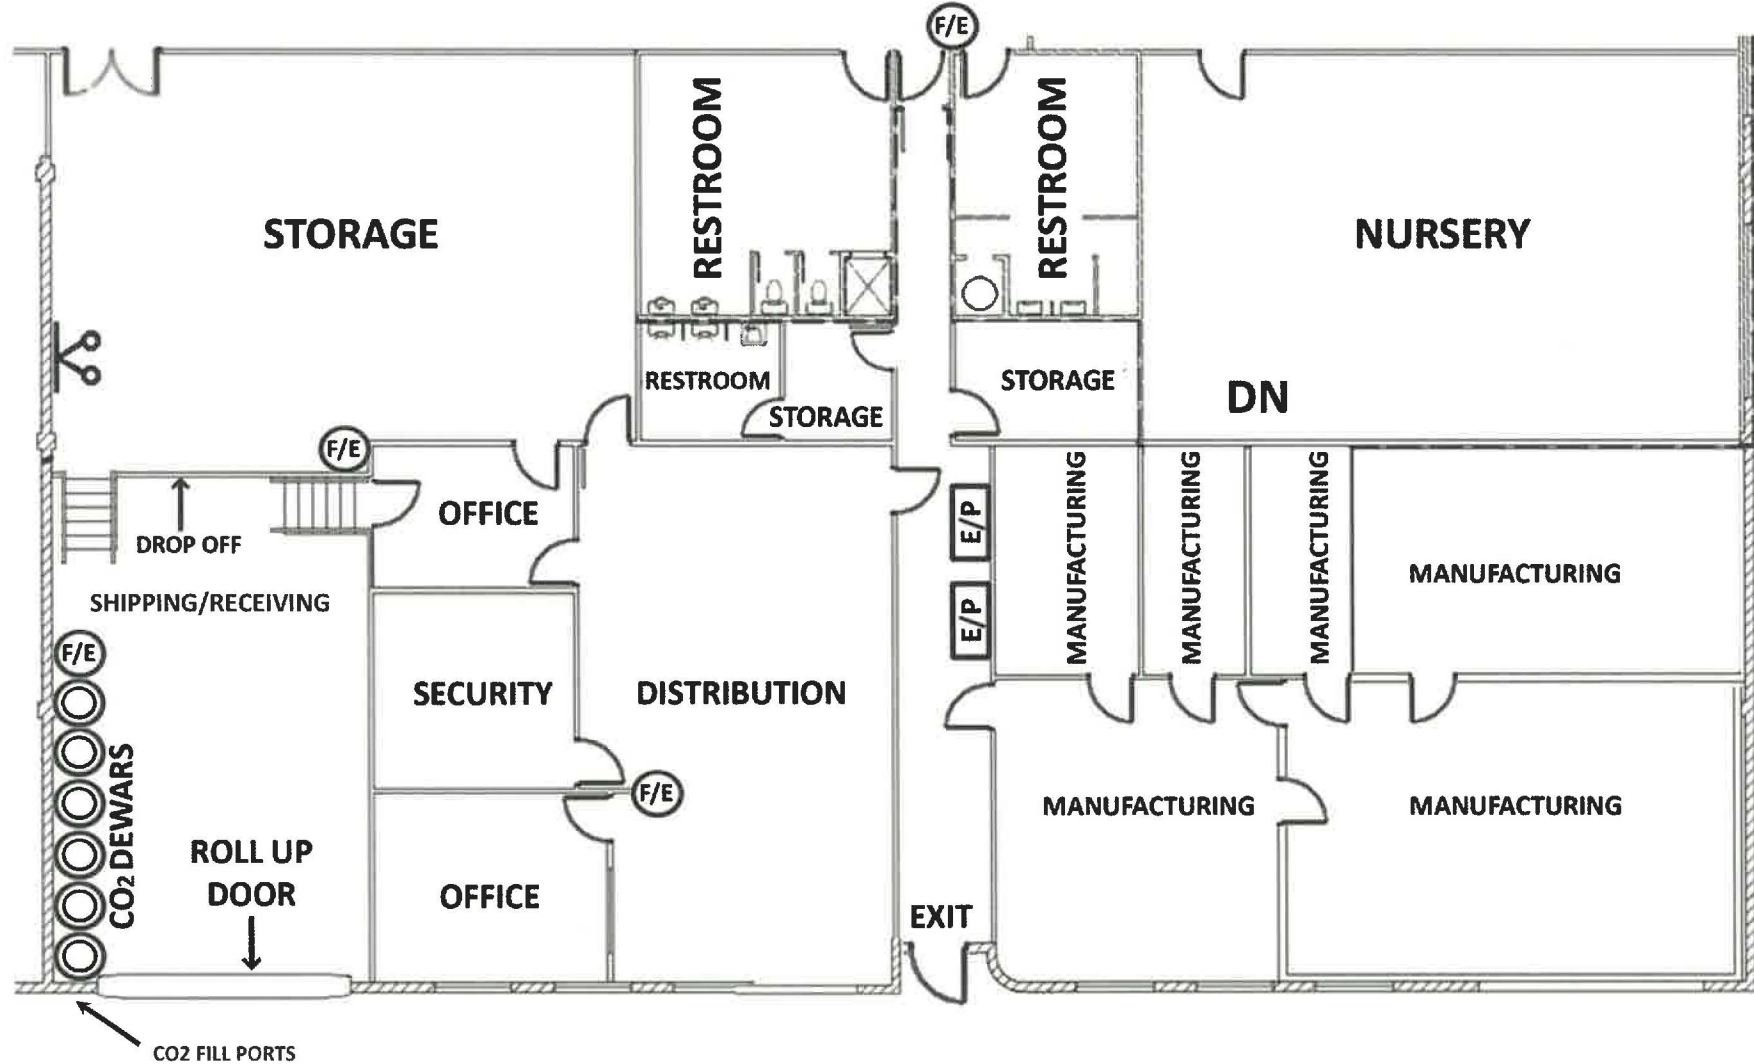 F/E
STORAGE
RESTROOM
RESTROOM
NURSERY
RESTROOM
STORAGE
STORAGE
DN
F/E
DROP OFF
SHIPPING/RECEIVING
OFFICE
E/P
E/P
MANUFACTURING
MANUFACTURING
MANUFACTURING
MANUFACTURING
F/E
CO2 DEWARS
SECURITY
DISTRIBUTION
F/E
ROLL UP
DOOR
OFFICE
EXIT
MANUFACTURING
MANUFACTURING
CO2 FILL PORTS